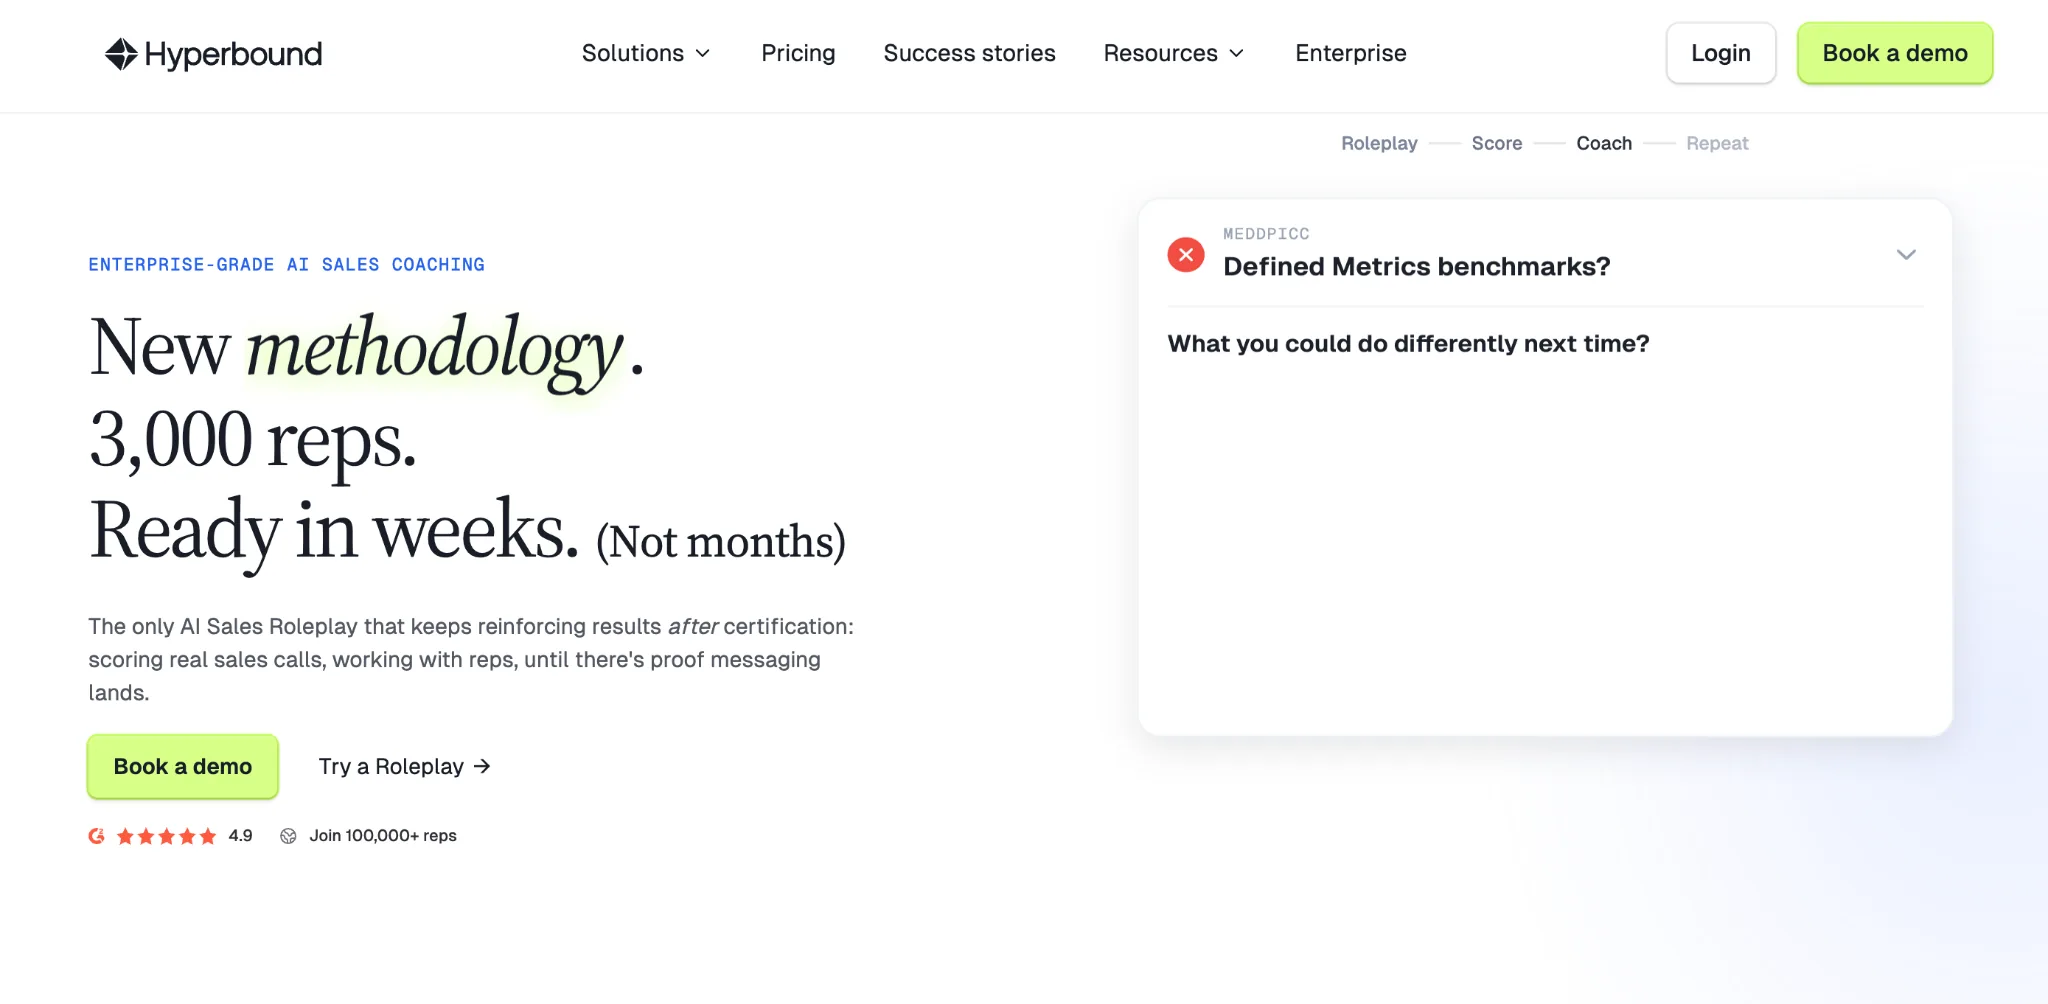 Hyperbound
Solutions
Pricing
Success stories
Resources
Enterprise
Login
Book a demo
Roleplay
Score
Coach
Repeat
ENTERPRISE-GRADE AI SALES COACHING
New methodology.
3,000 reps.
Ready in weeks. (Not months)
The only AI Sales Roleplay that keeps reinforcing results after certification:
scoring real sales calls, working with reps, until there's proof messaging
lands.
Book a demo
Try a Roleplay →
4.9
Join 100,000+ reps
MEDDPICC
Defined Metrics benchmarks?
What you could do differently next time?